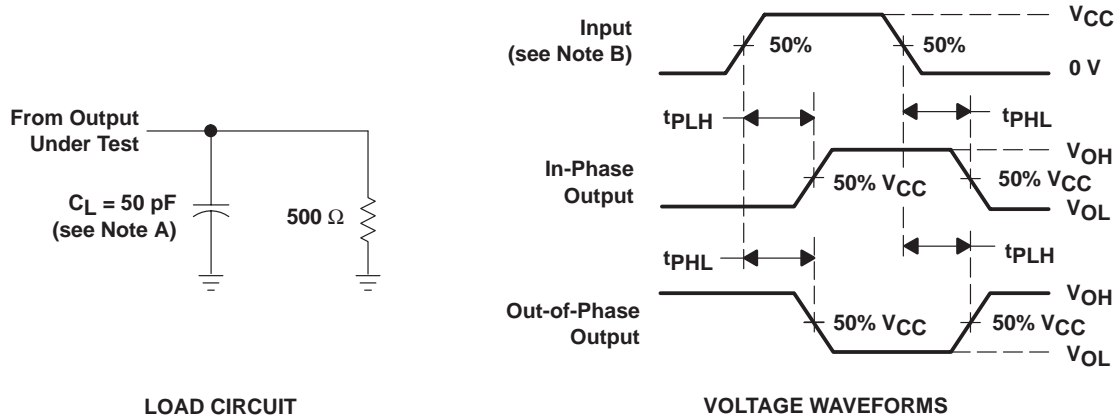 From Output
Under Test
C_L = 50 pF
(see Note A)
500 Ω
LOAD CIRCUIT
Input
(see Note B)
50%
50%
V_CC
0 V
t_PLH
t_PHL
In-Phase
Output
50% V_CC
50% V_CC
V_OH
V_OL
t_PHL
t_PLH
Out-of-Phase
Output
50% V_CC
50% V_CC
V_OH
V_OL
VOLTAGE WAVEFORMS